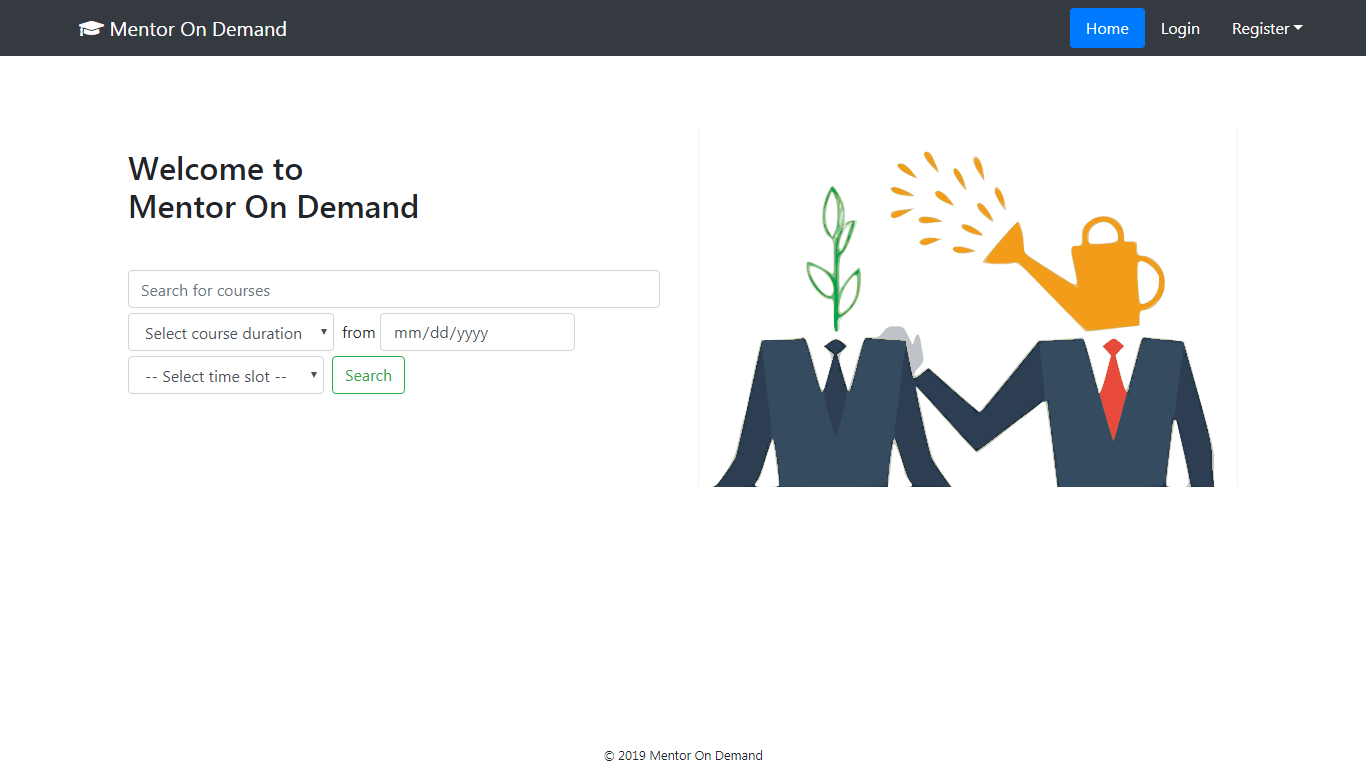 Mentor On Demand
Home
Login
Register
Welcome to
Mentor On Demand
Search for courses
Select course duration
from
mm/dd/yyyy
-- Select time slot --
Search
© 2019 Mentor On Demand